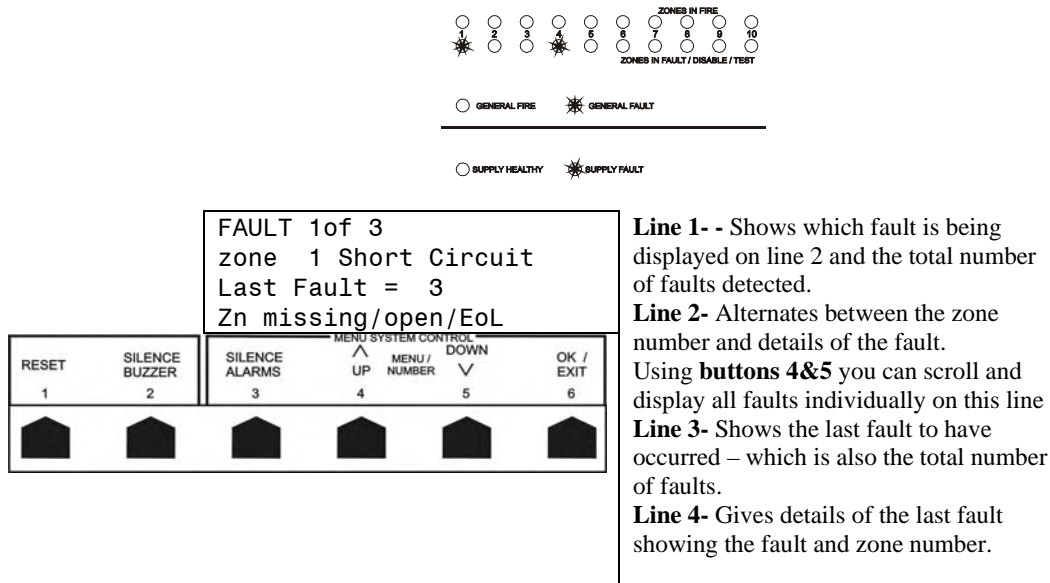 ZONES IN FIRE
1 2 3 4 5 6 7 8 9 10
ZONES IN FAULT / DISABLE / TEST
GENERAL FIRE GENERAL FAULT
SUPPLY HEALTHY SUPPLY FAULT
FAULT 1of 3
zone 1 Short Circuit
Last Fault = 3
Zn missing/open/EoL
MENU SYSTEM CONTROL
RESET
1
SILENCE
BUZZER
2
SILENCE
ALARMS
3
UP
4
MENU /
NUMBER
DOWN
5
OK /
EXIT
6
Line 1- - Shows which fault is being
displayed on line 2 and the total number
of faults detected.
Line 2- Alternates between the zone
number and details of the fault.
Using buttons 4&5 you can scroll and
display all faults individually on this line
Line 3- Shows the last fault to have
occurred – which is also the total number
of faults.
Line 4- Gives details of the last fault
showing the fault and zone number.